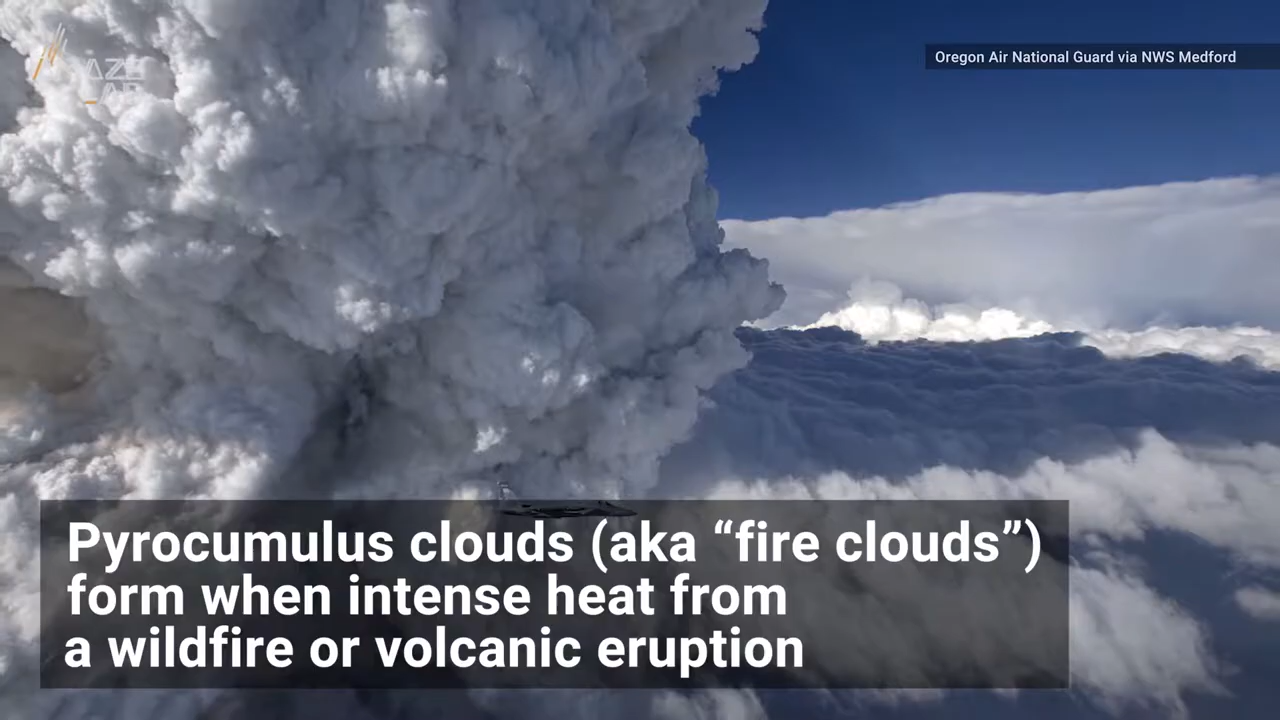 Oregon Air National Guard via NWS Medford
Pyrocumulus clouds (aka “fire clouds”)
form when intense heat from
a wildfire or volcanic eruption